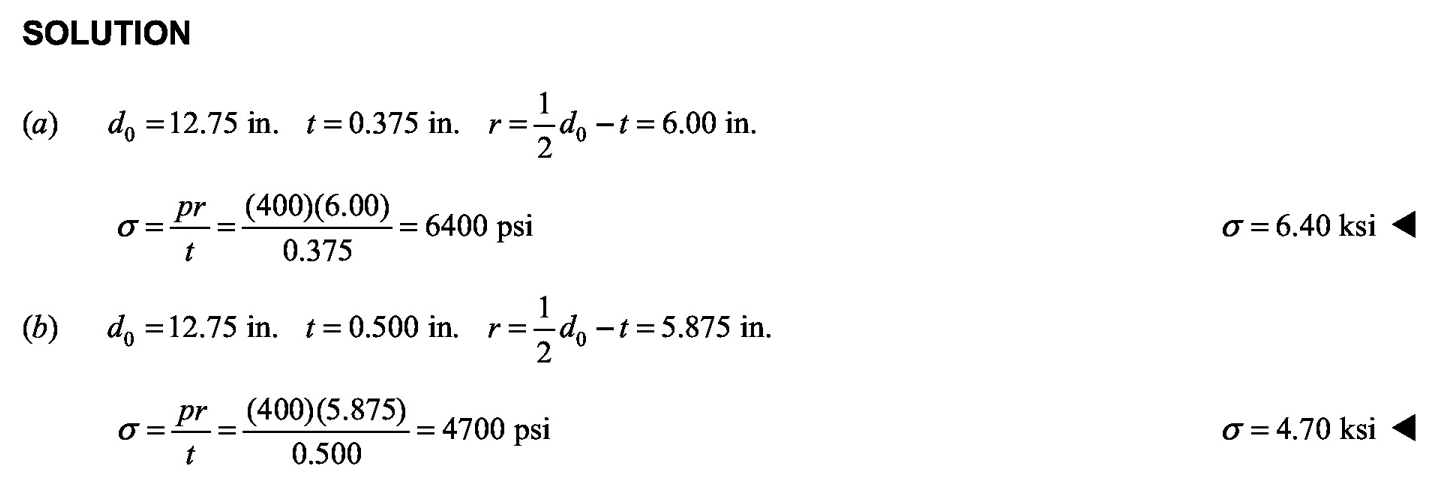 SOLUTION
(a) d₀ = 12.75 in. t = 0.375 in. r = 1/2 d₀ − t = 6.00 in.
σ = pr/t = (400)(6.00)/0.375 = 6400 psi σ = 6.40 ksi ◀
(b) d₀ = 12.75 in. t = 0.500 in. r = 1/2 d₀ − t = 5.875 in.
σ = pr/t = (400)(5.875)/0.500 = 4700 psi σ = 4.70 ksi ◀